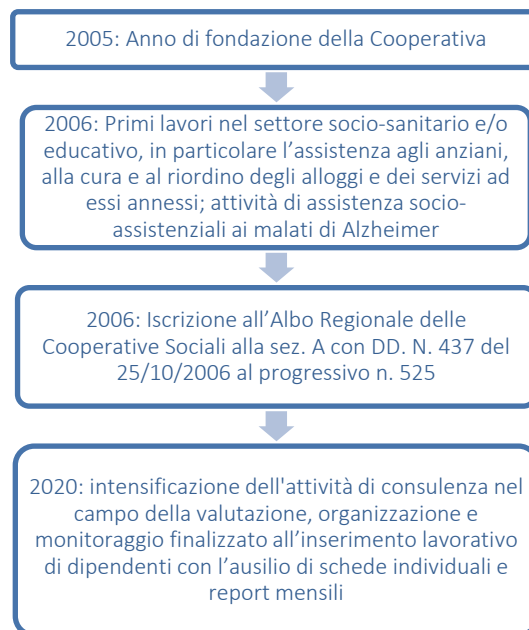 2005: Anno di fondazione della Cooperativa
2006: Primi lavori nel settore socio-sanitario e/o
educativo, in particolare l’assistenza agli anziani,
alla cura e al riordino degli alloggi e dei servizi ad
essi annessi; attività di assistenza socio-
assistenziali ai malati di Alzheimer
2006: Iscrizione all’Albo Regionale delle
Cooperative Sociali alla sez. A con DD. N. 437 del
25/10/2006 al progressivo n. 525
2020: intensificazione dell'attività di consulenza nel
campo della valutazione, organizzazione e
monitoraggio finalizzato all’inserimento lavorativo
di dipendenti con l’ausilio di schede individuali e
report mensili